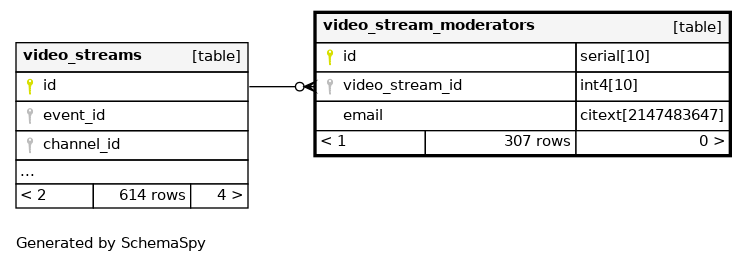 video_streams [table]
id
event_id
channel_id
...
< 2 614 rows 4 >
video_stream_moderators [table]
id serial[10]
video_stream_id int4[10]
email citext[2147483647]
< 1 307 rows 0 >
Generated by SchemaSpy